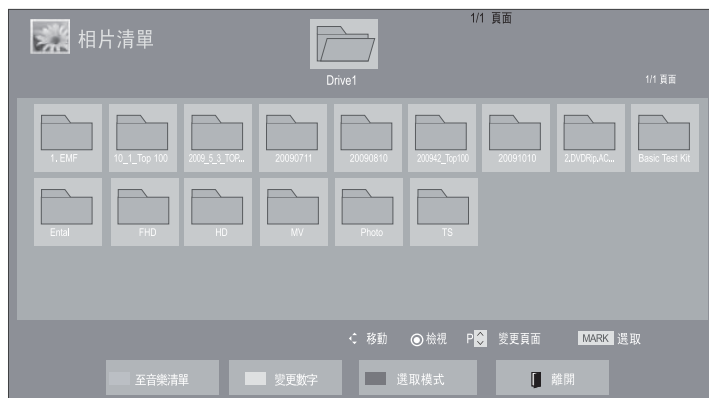 1/1 頁面
相片清單
Drive1
1/1 頁面
1. EMF
10_1_Top 100
2009_5_3_TOP...
20090711
20090810
200942_Top100
20091010
2.DVDRip.AC...
Basic Test Kit
Ental
FHD
HD
MV
Photo
TS
移動 檢視 P 變更頁面 MARK 選取
至音樂清單 變更數字 選取模式 離開